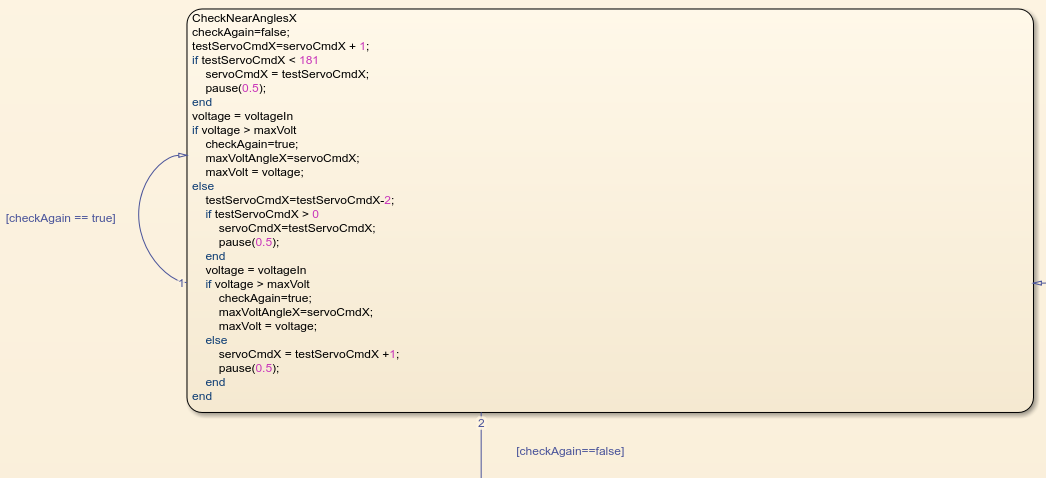 CheckNearAnglesX
checkAgain=false;
testServoCmdX=servoCmdX + 1;
if testServoCmdX < 181
servoCmdX = testServoCmdX;
pause(0.5);
end
voltage = voltageIn
if voltage > maxVolt
checkAgain=true;
maxVoltAngleX=servoCmdX;
maxVolt = voltage;
else
testServoCmdX=testServoCmdX-2;
if testServoCmdX > 0
servoCmdX=testServoCmdX;
pause(0.5);
end
voltage = voltageIn
if voltage > maxVolt
checkAgain=true;
maxVoltAngleX=servoCmdX;
maxVolt = voltage;
else
servoCmdX = testServoCmdX +1;
pause(0.5);
end
end
[checkAgain == true]
1
2
[checkAgain==false]